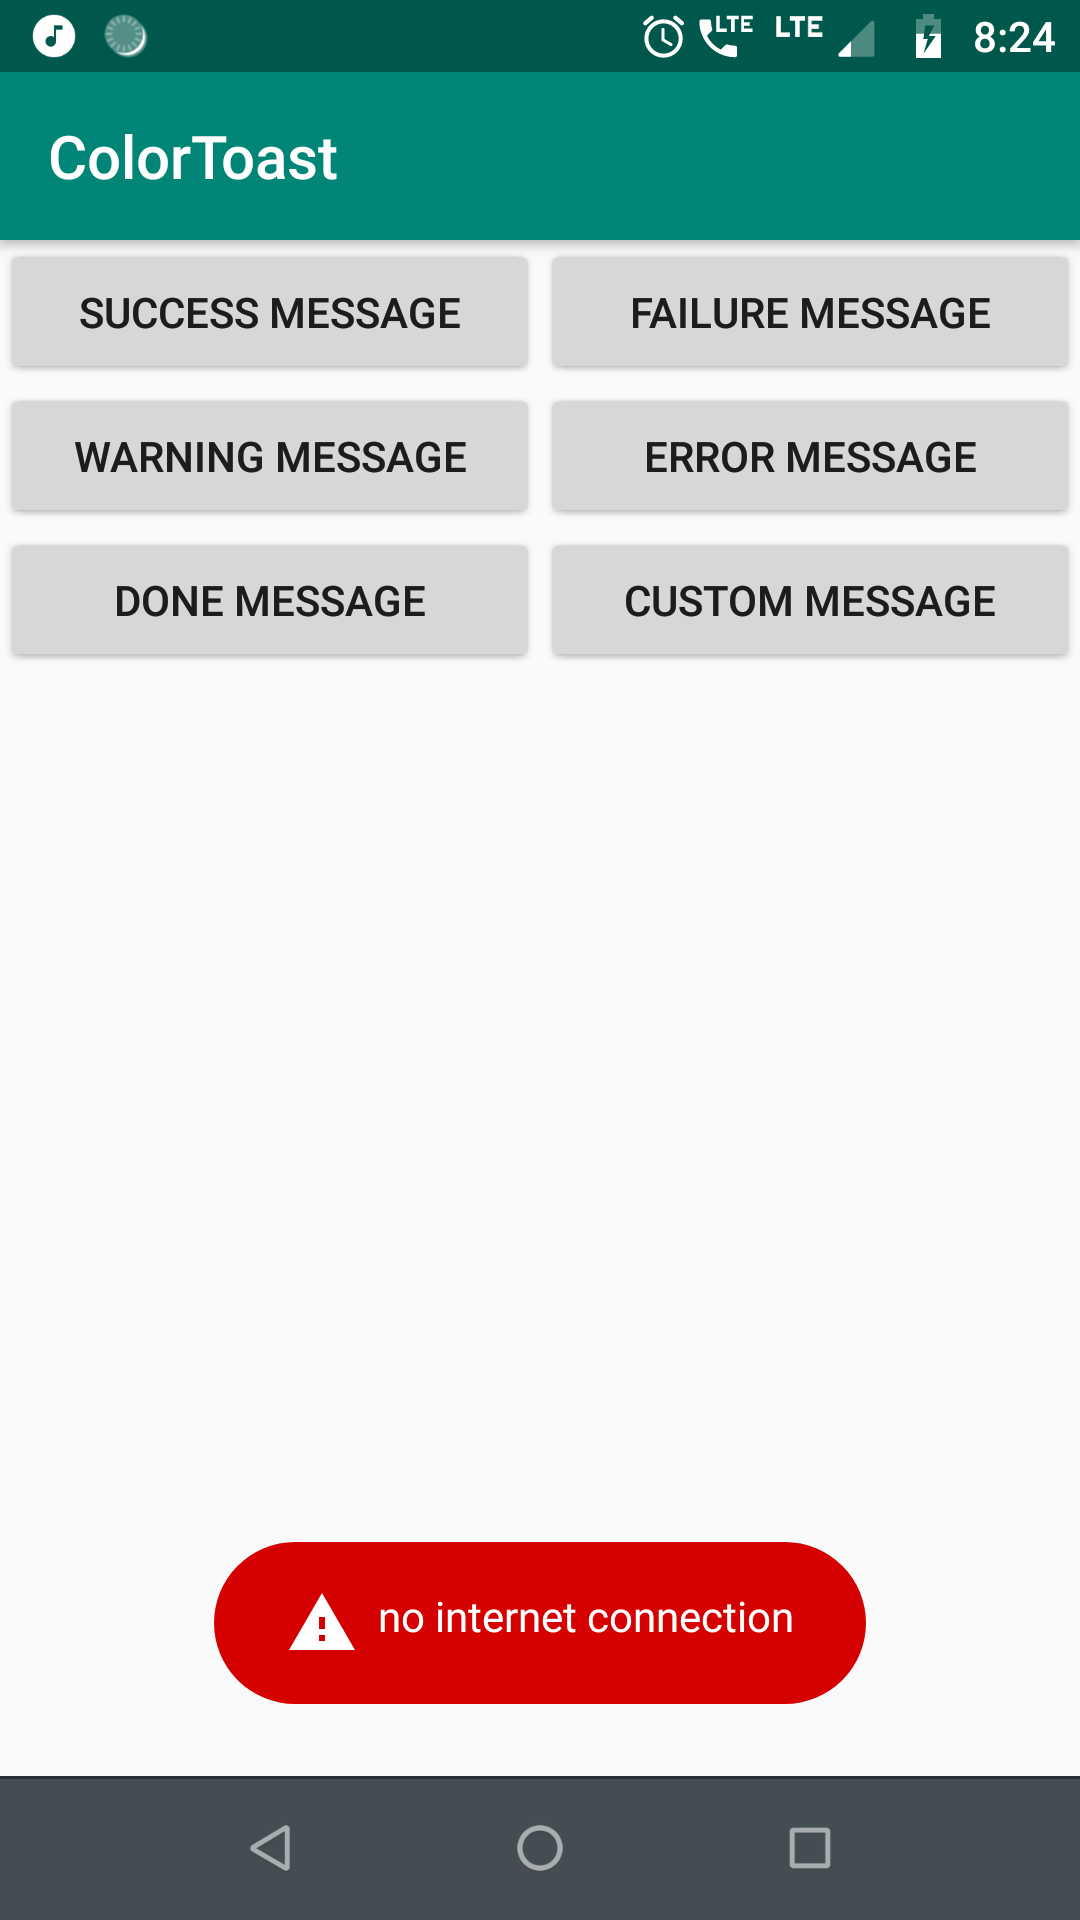 LTE LTE 8:24
ColorToast
SUCCESS MESSAGE FAILURE MESSAGE
WARNING MESSAGE ERROR MESSAGE
DONE MESSAGE CUSTOM MESSAGE
no internet connection